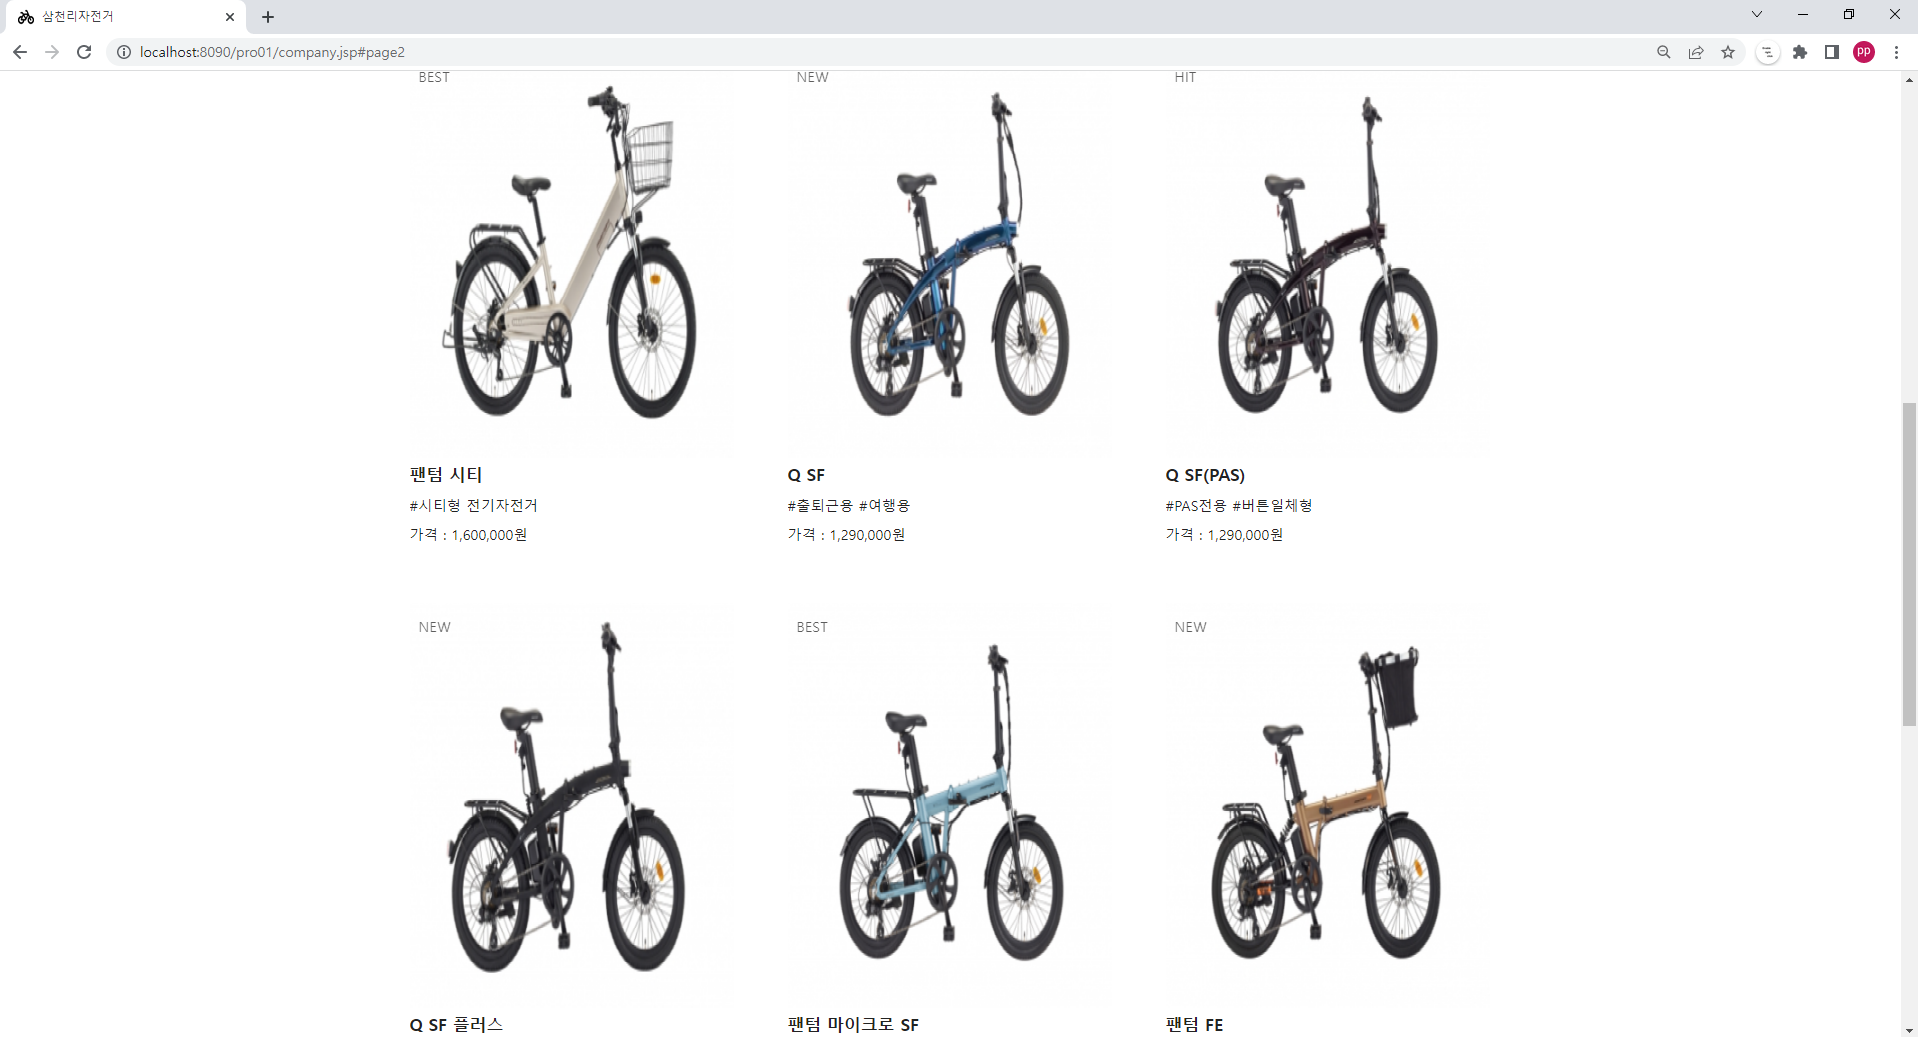 삼천리자전거
localhost:8090/pro01/company.jsp#page2
PP
BEST
NEW
HIT
팬텀 시티
#시티형 전기자전거
가격 : 1,600,000원
Q SF
#출퇴근용 #여행용
가격 : 1,290,000원
Q SF(PAS)
#PAS전용 #버튼일체형
가격 : 1,290,000원
NEW
BEST
NEW
Q SF 플러스
팬텀 마이크로 SF
팬텀 FE